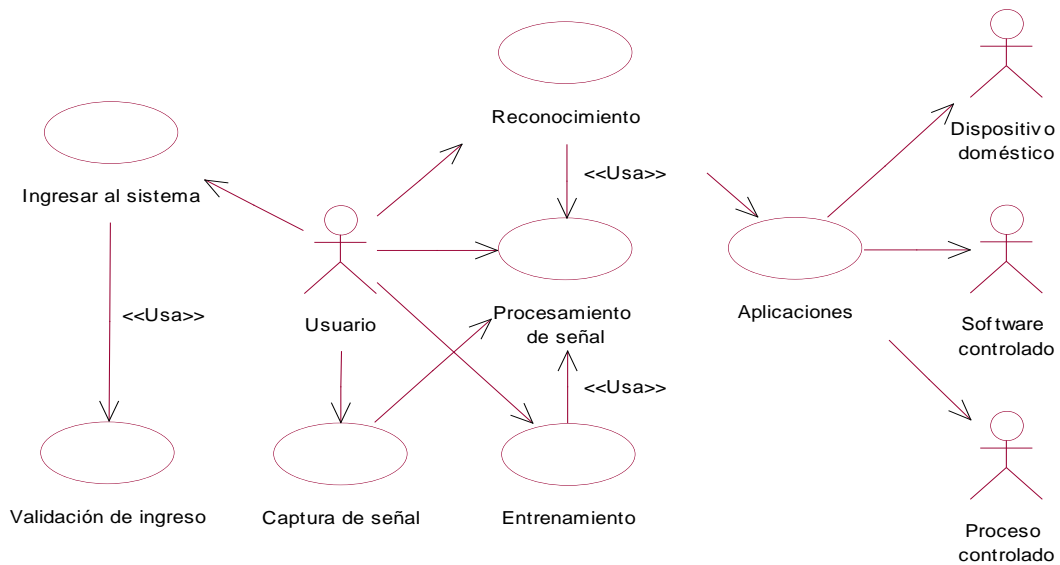 Reconocimiento
Dispositivo
doméstico
<<Usa>>
Ingresar al sistema
<<Usa>>
Usuario
Procesamiento
de señal
Aplicaciones
Software
controlado
<<Usa>>
Validación de ingreso
Captura de señal
Entrenamiento
Proceso
controlado